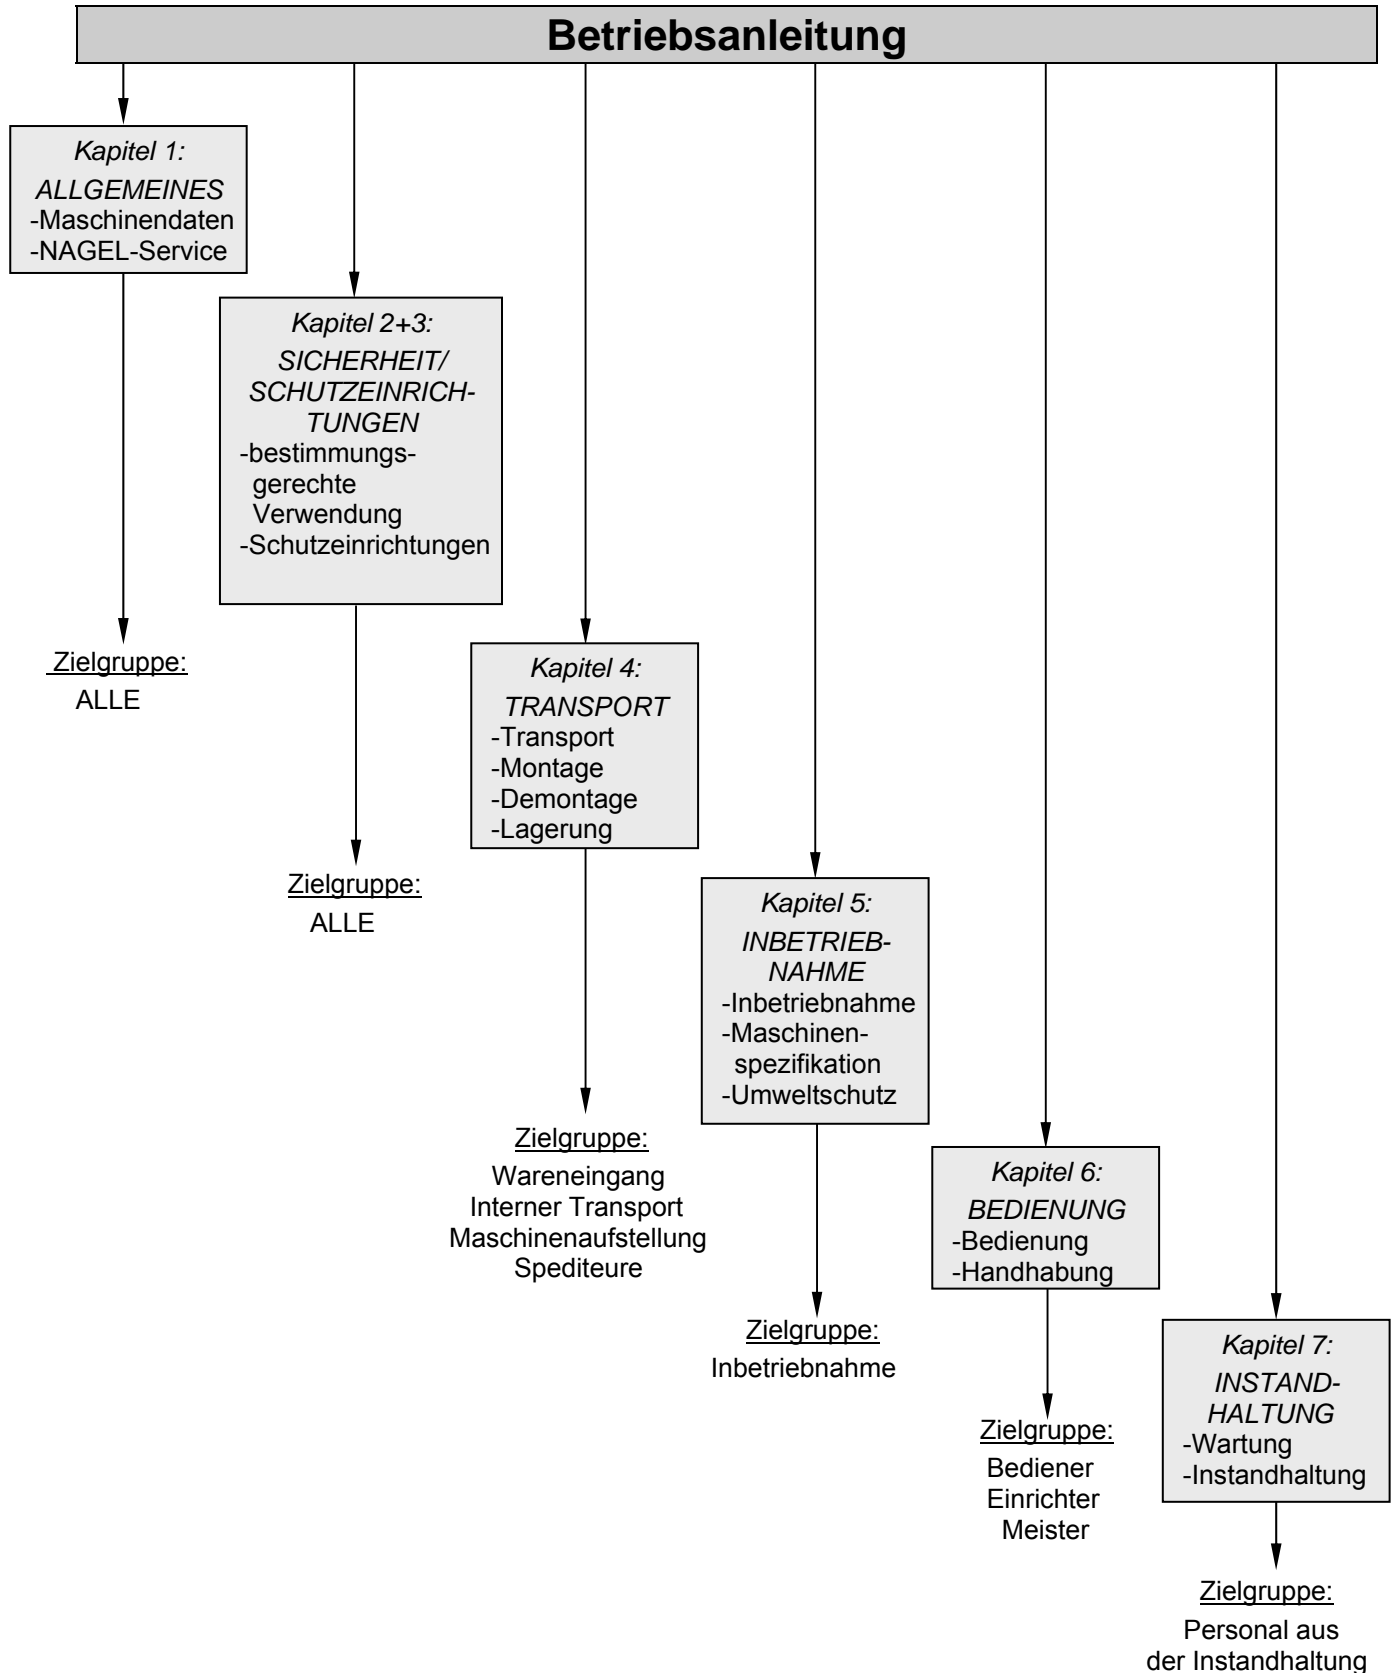 Betriebsanleitung
Kapitel 1:
ALLGEMEINES
-Maschinendaten
-NAGEL-Service
Zielgruppe:
ALLE
Kapitel 2+3:
SICHERHEIT/
SCHUTZEINRICH-
TUNGEN
-bestimmungs-
gerechte
Verwendung
-Schutzeinrichtungen
Zielgruppe:
ALLE
Kapitel 4:
TRANSPORT
-Transport
-Montage
-Demontage
-Lagerung
Zielgruppe:
Wareneingang
Interner Transport
Maschinenaufstellung
Spediteure
Kapitel 5:
INBETRIEB-
NAHME
-Inbetriebnahme
-Maschinen-
spezifikation
-Umweltschutz
Zielgruppe:
Inbetriebnahme
Kapitel 6:
BEDIENUNG
-Bedienung
-Handhabung
Zielgruppe:
Bediener
Einrichter
Meister
Kapitel 7:
INSTAND-
HALTUNG
-Wartung
-Instandhaltung
Zielgruppe:
Personal aus
der Instandhaltung